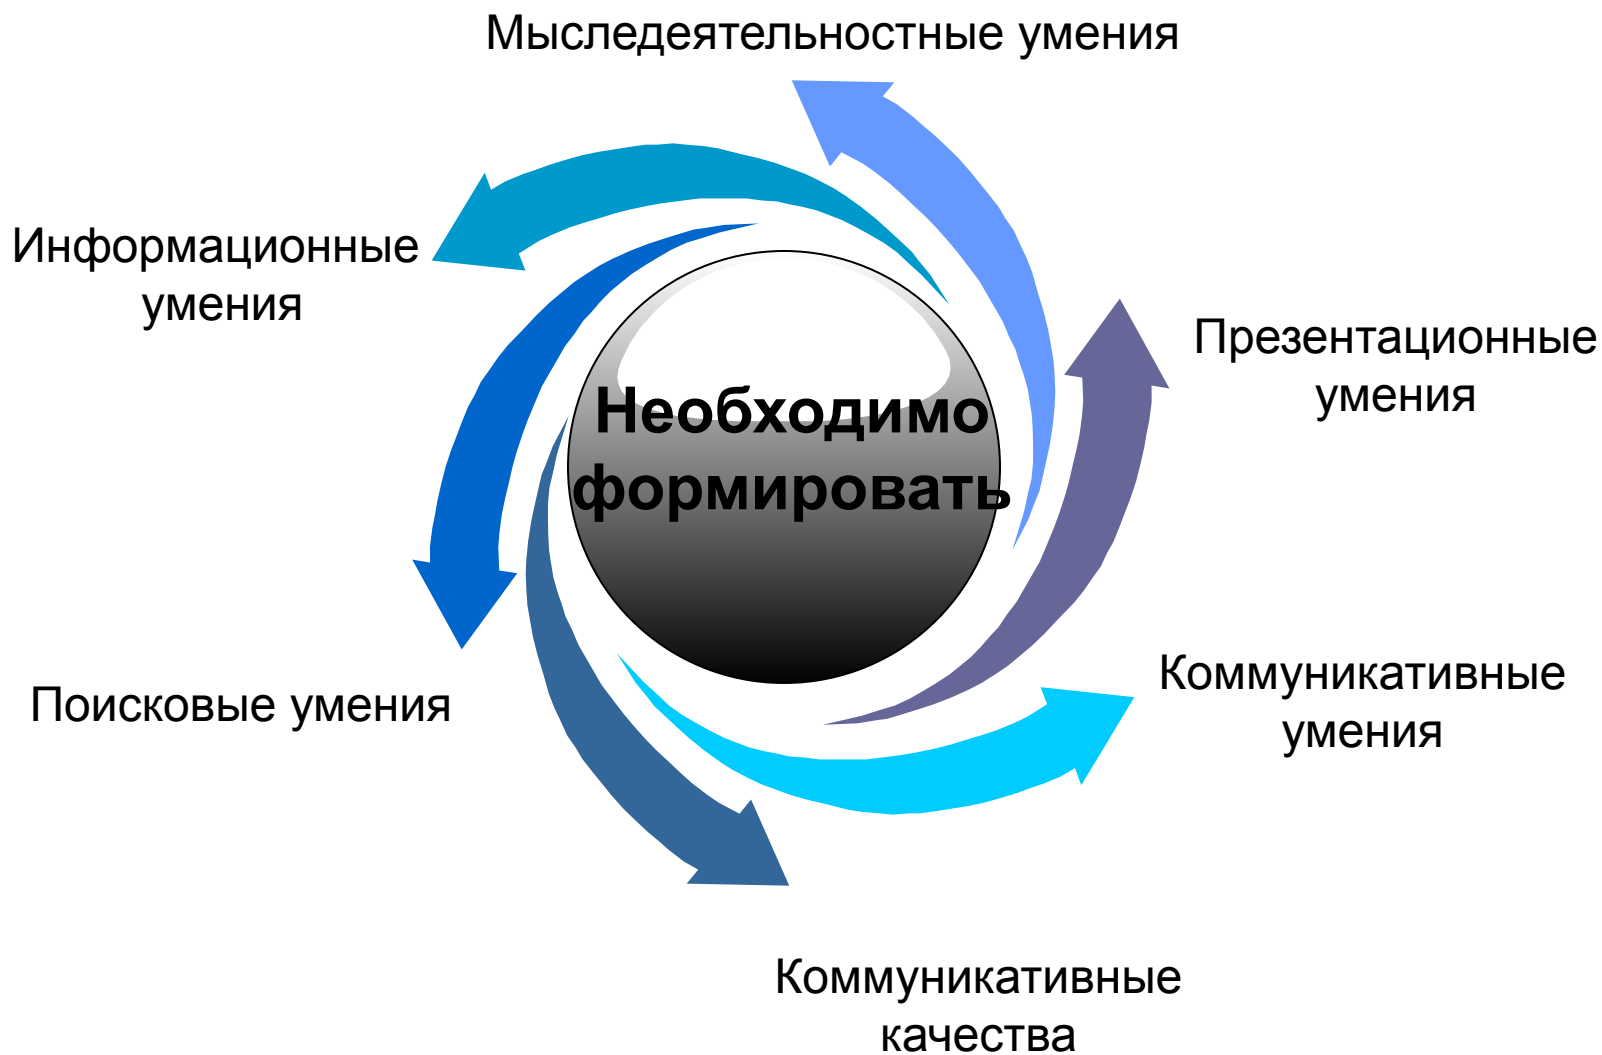 Мыследеятельностные умения
Информационные
умения
Презентационные
умения
Необходимо
формировать
Коммуникативные
умения
Поисковые умения
Коммуникативные
качества